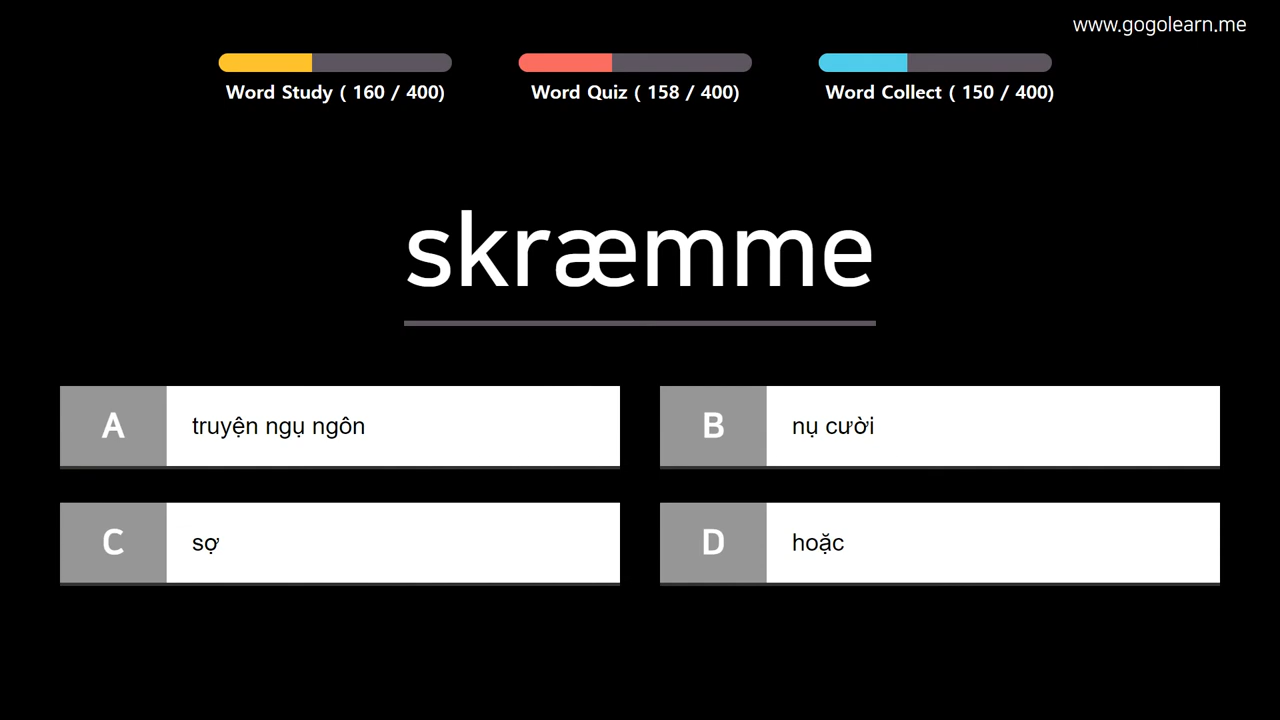 www.gogolearn.me
Word Study ( 160 / 400)
Word Quiz ( 158 / 400)
Word Collect ( 150 / 400)
skræmme
A truyện ngụ ngôn
B nụ cười
C sợ
D hoặc